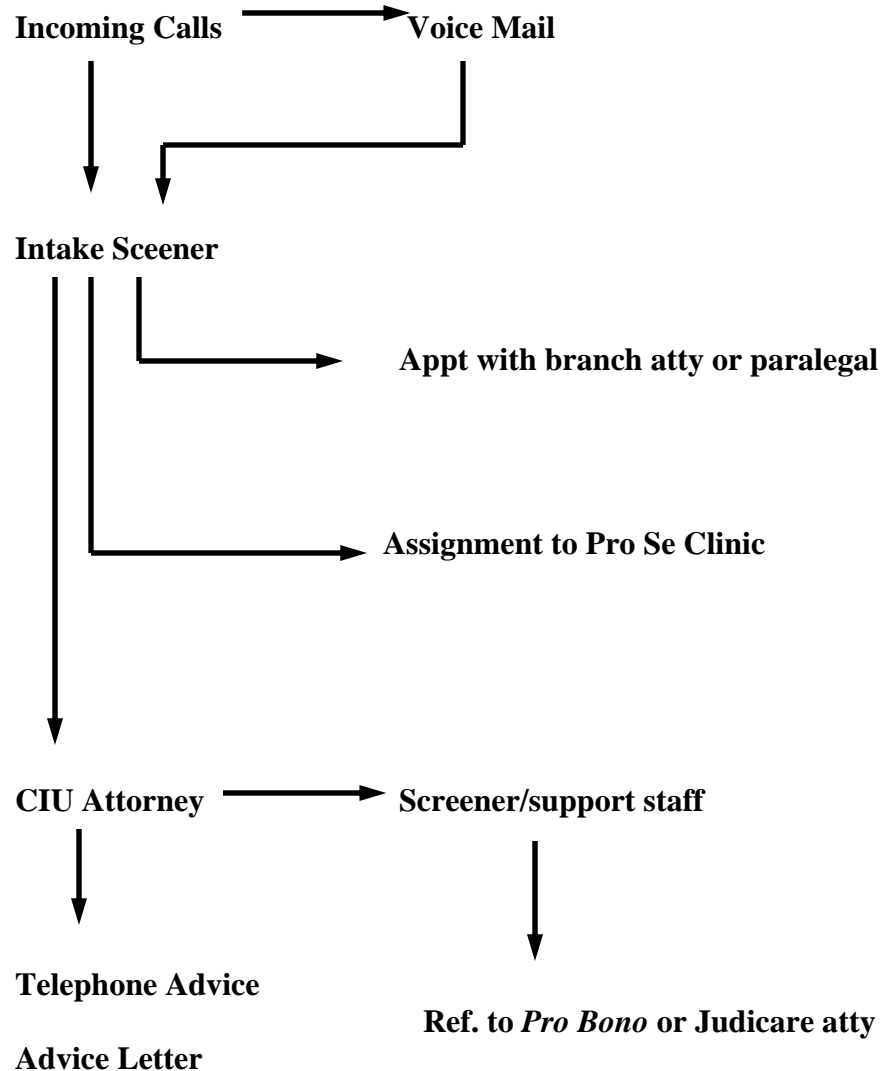 Incoming Calls
Voice Mail
Intake Sceener
Appt with branch atty or paralegal
Assignment to Pro Se Clinic
CIU Attorney
Screener/support staff
Telephone Advice
Ref. to Pro Bono or Judicare atty
Advice Letter